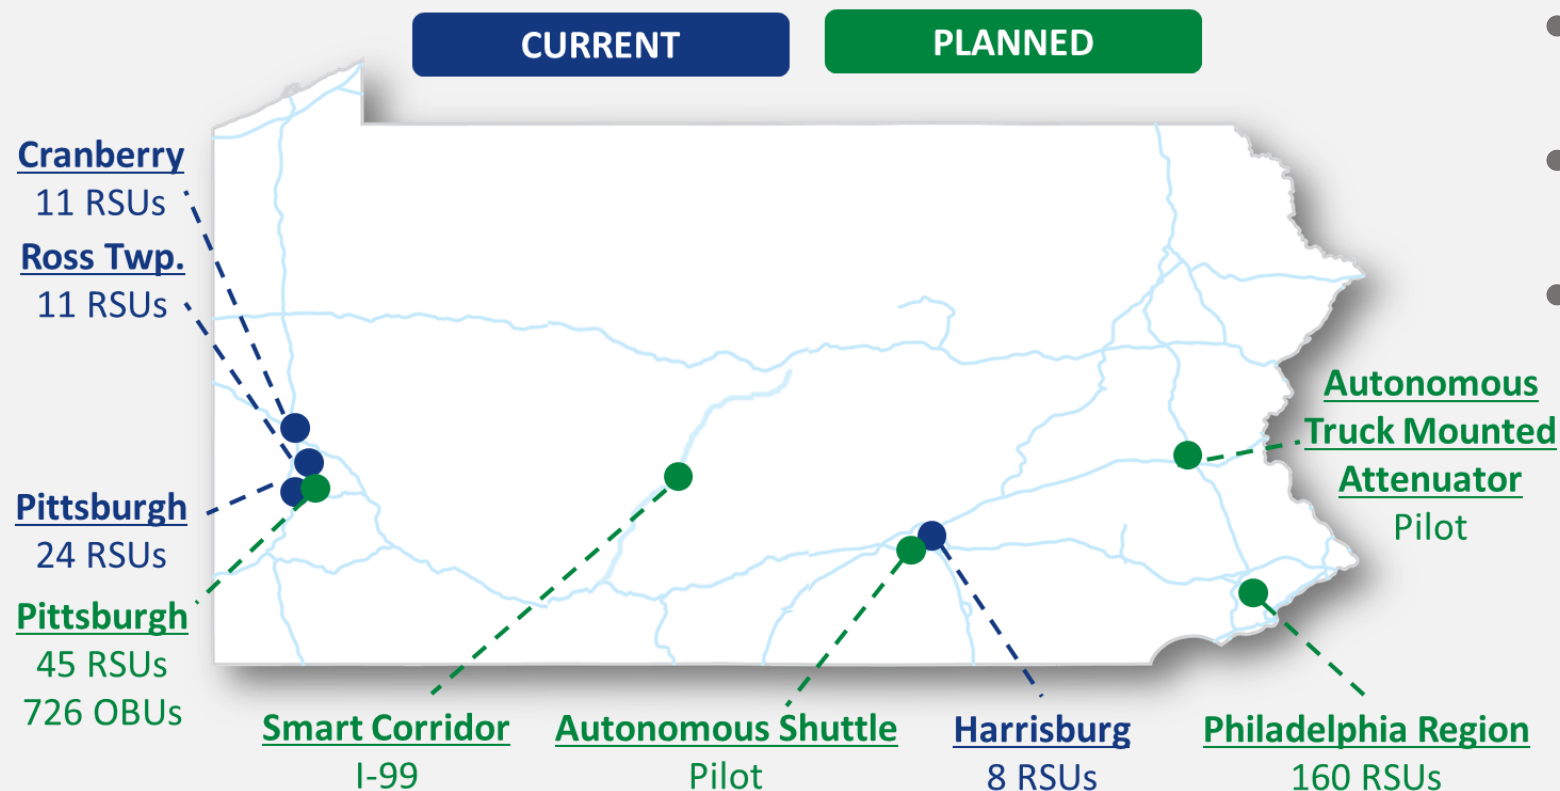 CURRENT
PLANNED
Cranberry
11 RSUs
Ross Twp.
11 RSUs
Pittsburgh
24 RSUs
Pittsburgh
45 RSUs
726 OBUs
Smart Corridor
I-99
Autonomous Shuttle
Pilot
Harrisburg
8 RSUs
Philadelphia Region
160 RSUs
Autonomous
Truck Mounted
Attenuator
Pilot